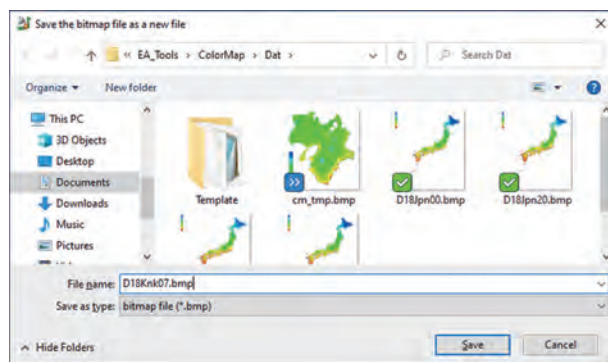 Save the bitmap file as a new file
« EA_Tools › ColorMap › Dat ›
Search Dat
Organize
New folder
This PC
3D Objects
Desktop
Documents
Downloads
Music
Pictures
Template
cm_tmp.bmp
D18Jpn00.bmp
D18Jpn20.bmp
File name: D18Knk07.bmp
Save as type: bitmap file (*.bmp)
Hide Folders
Save
Cancel